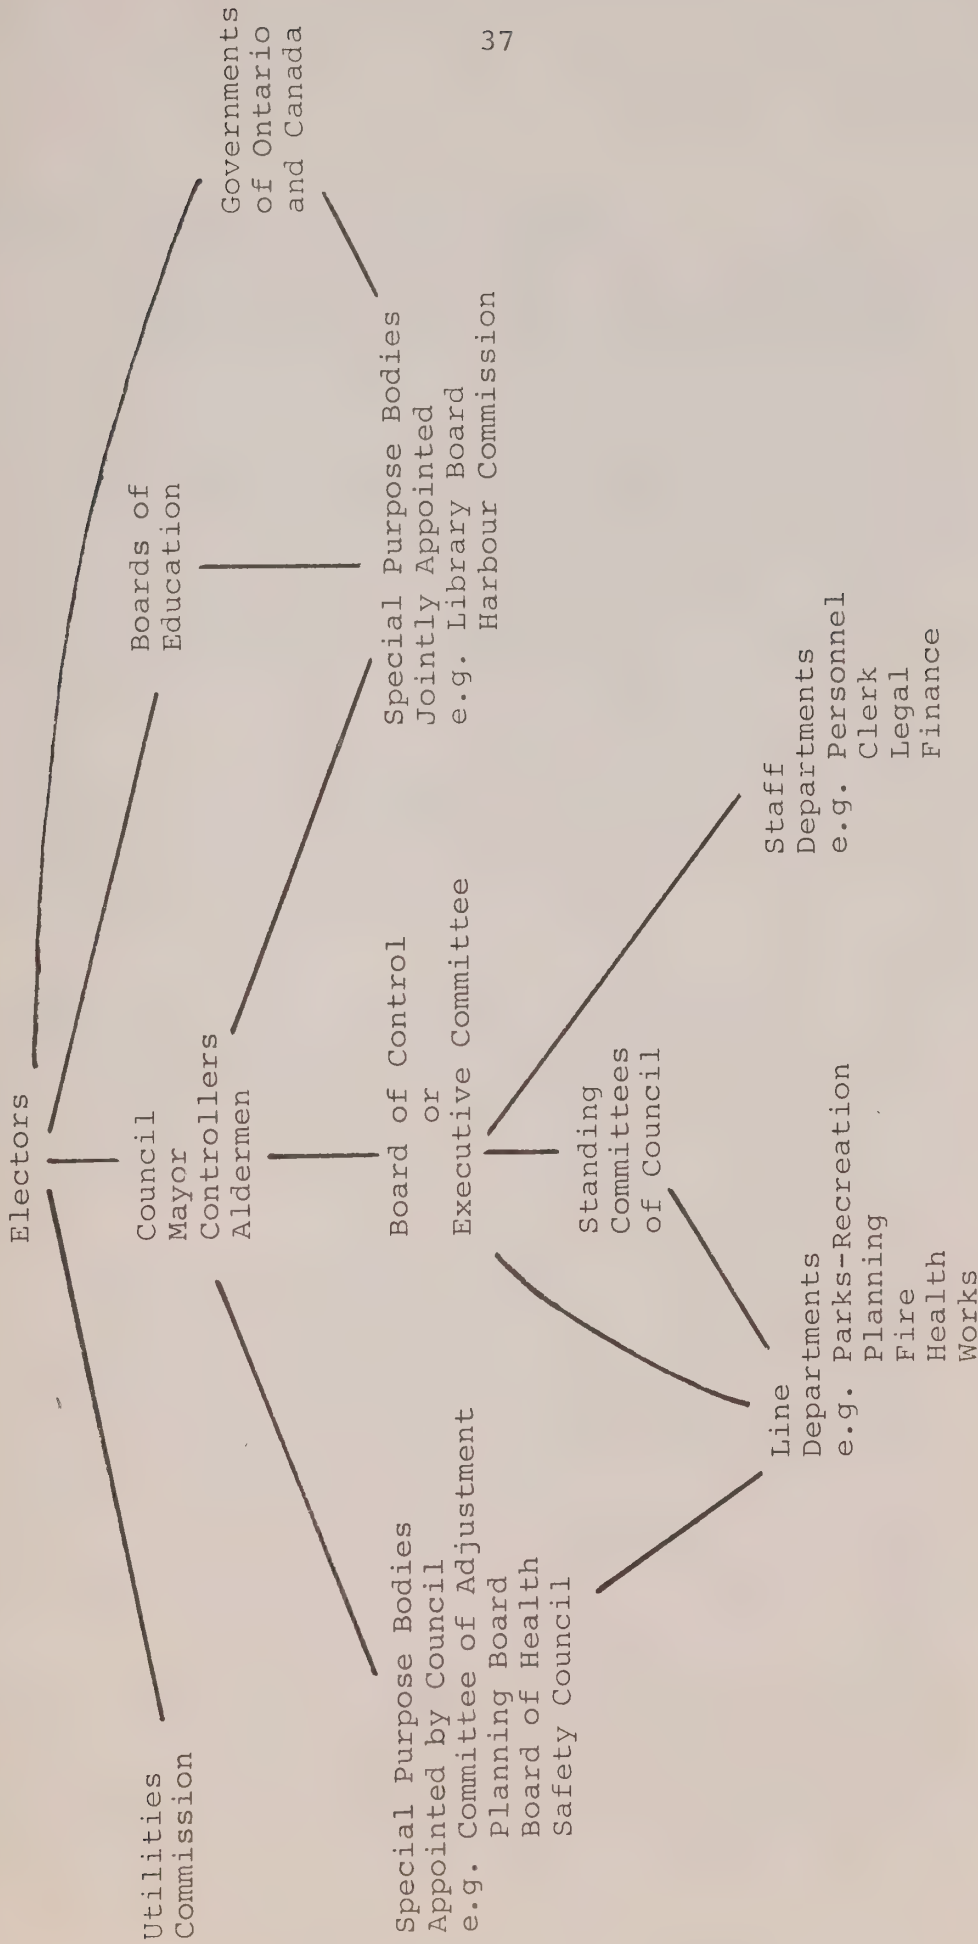 37
Electors
Utilities
Commission
Council
Mayor
Controllers
Aldermen
Boards of
Education
Governments
of Ontario
and Canada
Special Purpose Bodies
Appointed by Council
e.g. Committee of Adjustment
Planning Board
Board of Health
Safety Council
Board of Control
or
Executive Committee
Special Purpose Bodies
Jointly Appointed
e.g. Library Board
Harbour Commission
Standing
Committees
of Council
Line
Departments
e.g. Parks-Recreation
Planning
Fire
Health
Works
Staff
Departments
e.g. Personnel
Clerk
Legal
Finance